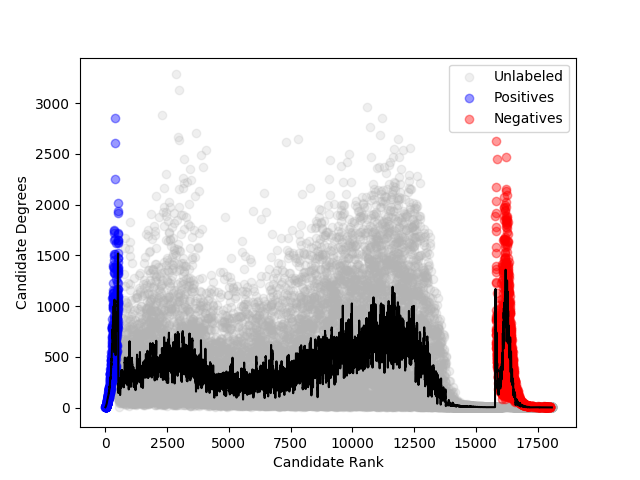 Unlabeled
Positives
Negatives
3000
2500
2000
1500
1000
500
0
Candidate Degrees
0 2500 5000 7500 10000 12500 15000 17500
Candidate Rank